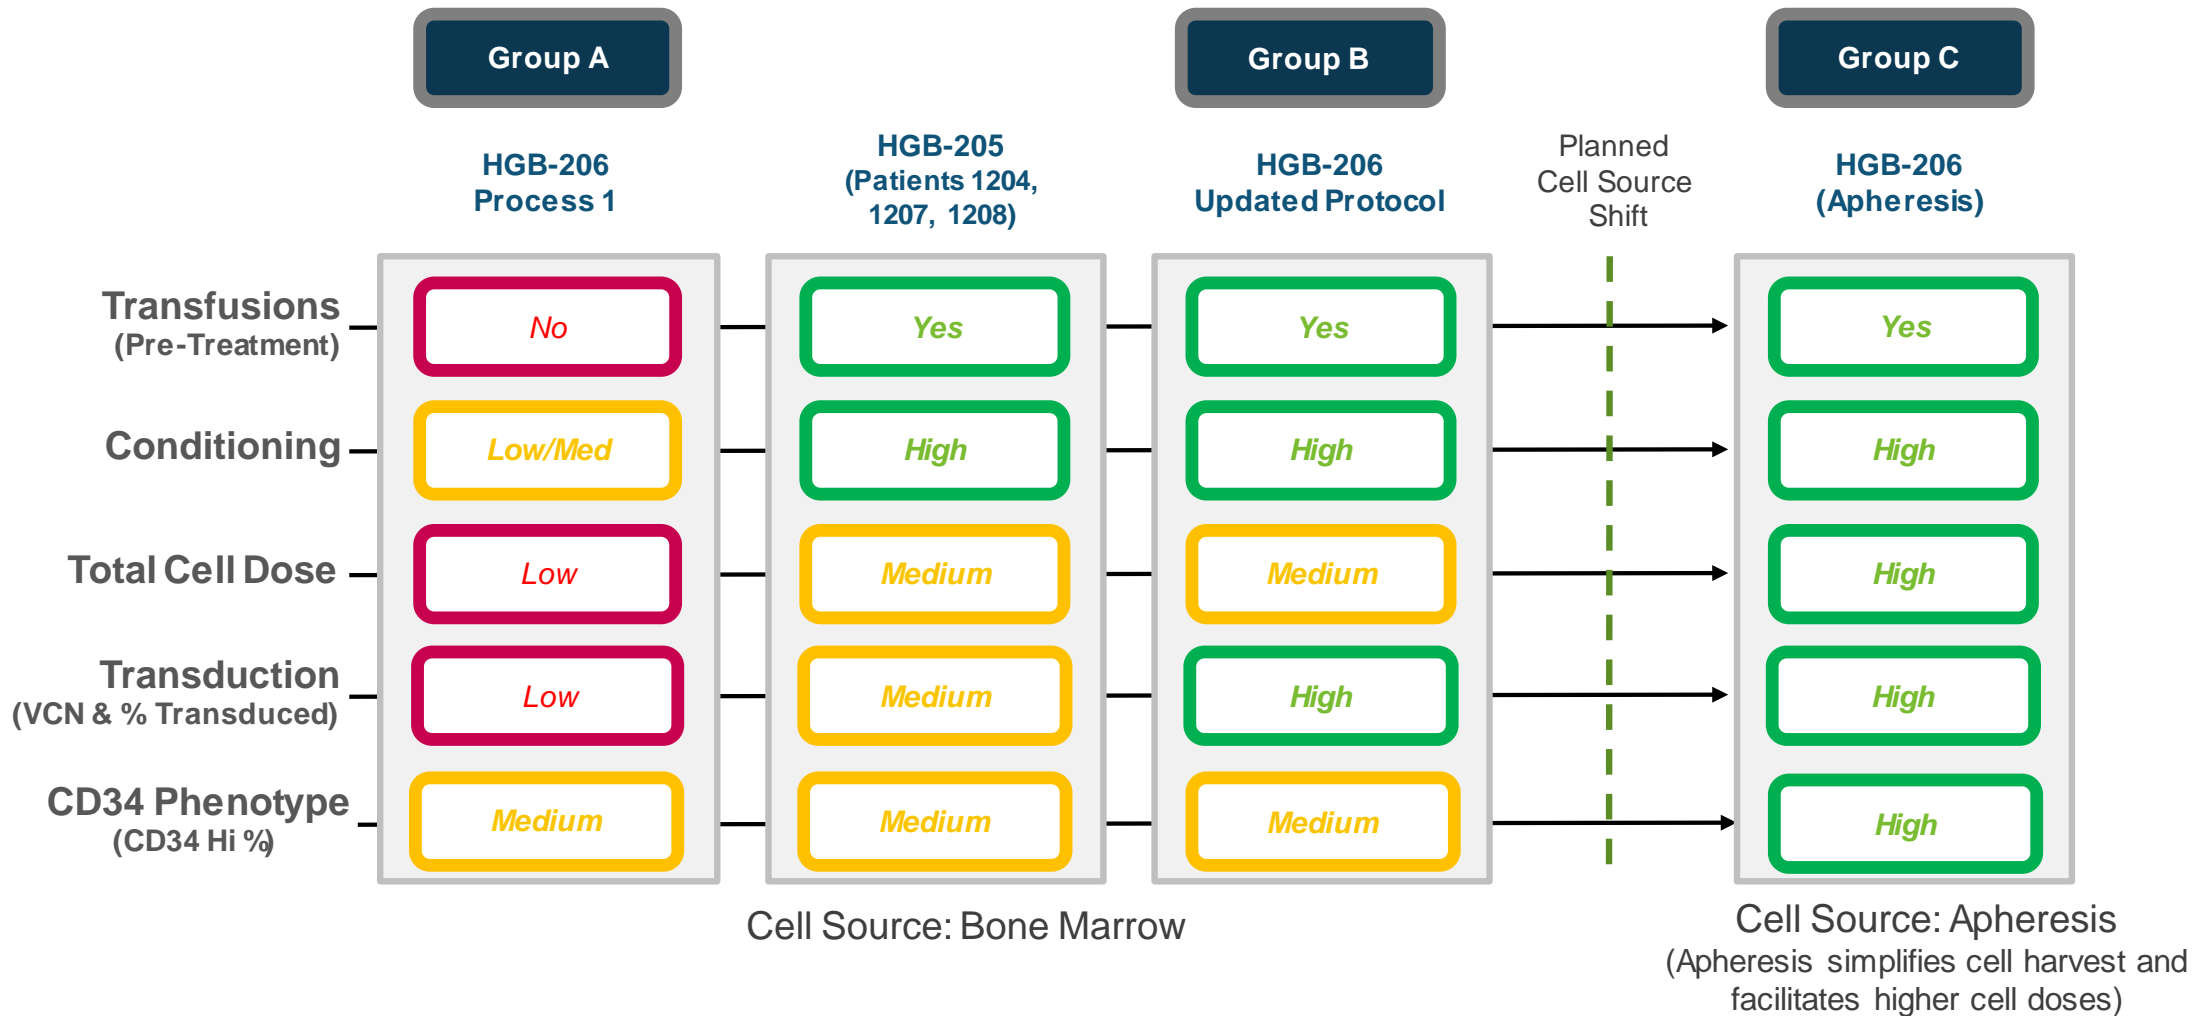 Group A
Group B
Group C
HGB-206
Process 1
HGB-205
(Patients 1204,
1207, 1208)
HGB-206
Updated Protocol
Planned
Cell Source
Shift
HGB-206
(Apheresis)
Transfusions
(Pre-Treatment)
No
Yes
Yes
Yes
Conditioning
Low/Med
High
High
High
Total Cell Dose
Low
Medium
Medium
High
Transduction
(VCN & % Transduced)
Low
Medium
High
High
CD34 Phenotype
(CD34 Hi %)
Medium
Medium
Medium
High
Cell Source: Bone Marrow
Cell Source: Apheresis
(Apheresis simplifies cell harvest and
facilitates higher cell doses)